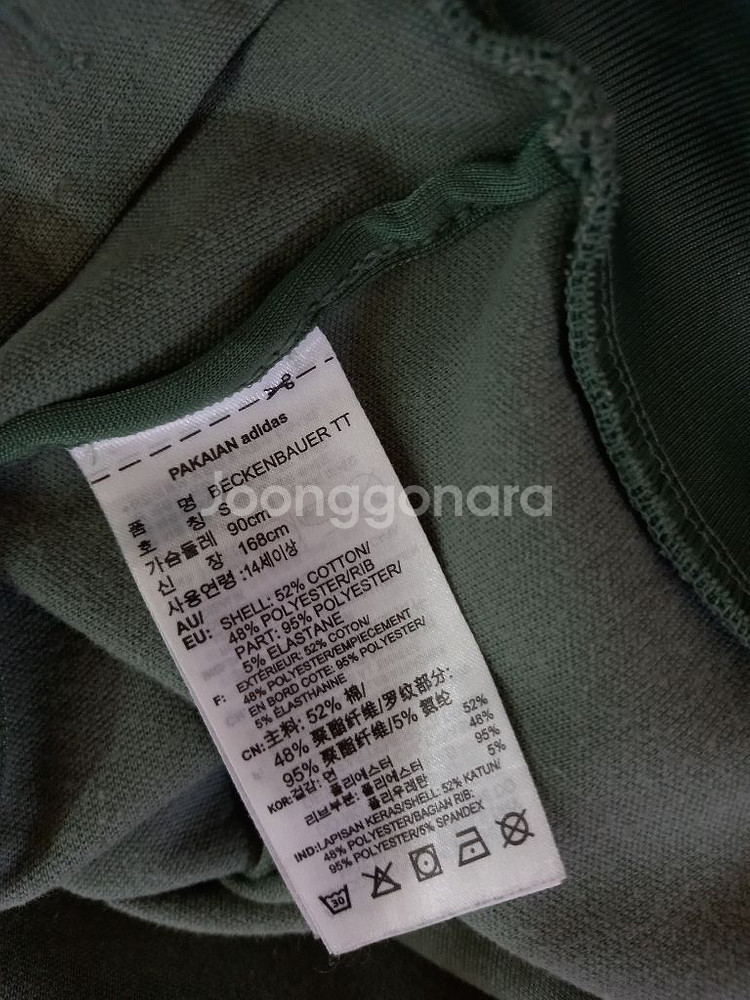 PAKAIAN adidas
품 명 BECKENBAUER TT
호 칭 S
가슴둘레 90cm
신 장 168cm
사용연령 :14세이상
AU/
EU: SHELL: 52% COTTON/
48% POLYESTER/RIB
PART: 95% POLYESTER/
5% ELASTANE
F: EXTÉRIEUR: 52% COTON/
48% POLYESTER/EMPIECEMENT
EN BORD COTE: 95% POLYESTER/
5% ÉLASTHANNE
CN:主料: 52% 棉/
48% 聚酯纤维/罗纹部分:
95% 聚酯纤维/5% 氨纶
KOR:겉감: 면 52%
폴리에스터 48%
리브부분: 폴리에스터 95%
폴리우레탄 5%
IND:LAPISAN KERAS/SHELL: 52% KATUN/
48% POLYESTER/BAGIAN RIB:
95% POLYESTER/5% SPANDEX
30
Joonggonara